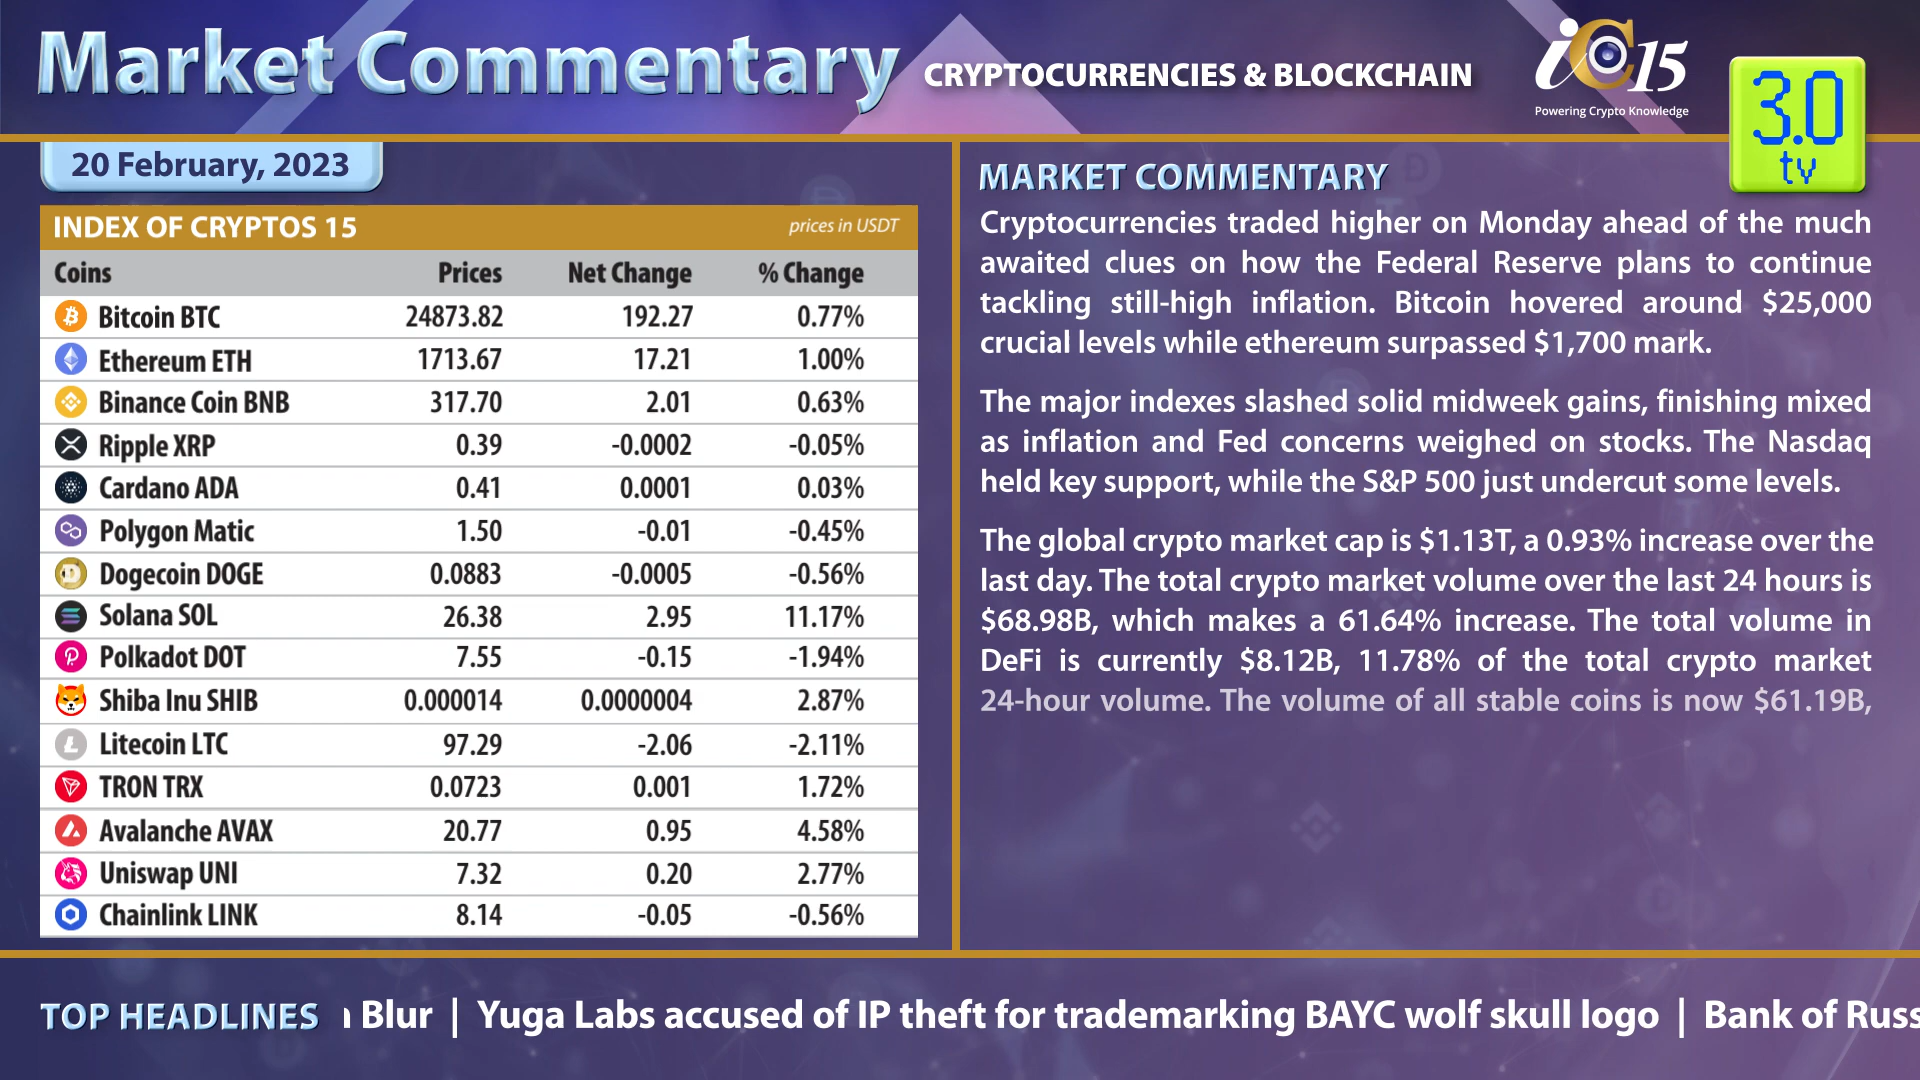 Market Commentary CRYPTOCURRENCIES & BLOCKCHAIN
iC15
Powering Crypto Knowledge
3.0
tv
20 February, 2023
INDEX OF CRYPTOS 15 prices in USDT
Coins Prices Net Change % Change
Bitcoin BTC 24873.82 192.27 0.77%
Ethereum ETH 1713.67 17.21 1.00%
Binance Coin BNB 317.70 2.01 0.63%
Ripple XRP 0.39 -0.0002 -0.05%
Cardano ADA 0.41 0.0001 0.03%
Polygon Matic 1.50 -0.01 -0.45%
Dogecoin DOGE 0.0883 -0.0005 -0.56%
Solana SOL 26.38 2.95 11.17%
Polkadot DOT 7.55 -0.15 -1.94%
Shiba Inu SHIB 0.000014 0.0000004 2.87%
Litecoin LTC 97.29 -2.06 -2.11%
TRON TRX 0.0723 0.001 1.72%
Avalanche AVAX 20.77 0.95 4.58%
Uniswap UNI 7.32 0.20 2.77%
Chainlink LINK 8.14 -0.05 -0.56%
MARKET COMMENTARY
Cryptocurrencies traded higher on Monday ahead of the much
awaited clues on how the Federal Reserve plans to continue
tackling still-high inflation. Bitcoin hovered around $25,000
crucial levels while ethereum surpassed $1,700 mark.
The major indexes slashed solid midweek gains, finishing mixed
as inflation and Fed concerns weighed on stocks. The Nasdaq
held key support, while the S&P 500 just undercut some levels.
The global crypto market cap is $1.13T, a 0.93% increase over the
last day. The total crypto market volume over the last 24 hours is
$68.98B, which makes a 61.64% increase. The total volume in
DeFi is currently $8.12B, 11.78% of the total crypto market
24-hour volume. The volume of all stable coins is now $61.19B,
TOP HEADLINES Blur | Yuga Labs accused of IP theft for trademarking BAYC wolf skull logo | Bank of Russ